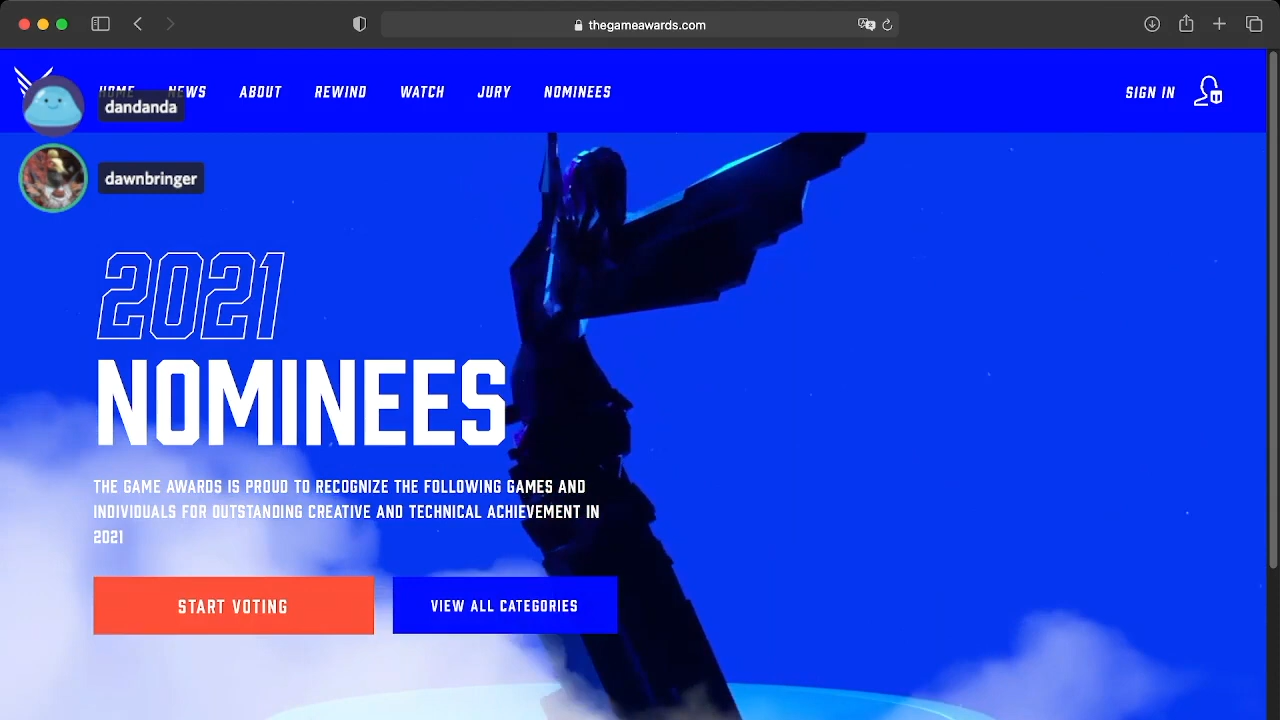 thegameawards.com
HOME NEWS ABOUT REWIND WATCH JURY NOMINEES SIGN IN
dandanda
dawnbringer
2021
NOMINEES
THE GAME AWARDS IS PROUD TO RECOGNIZE THE FOLLOWING GAMES AND
INDIVIDUALS FOR OUTSTANDING CREATIVE AND TECHNICAL ACHIEVEMENT IN
2021
START VOTING VIEW ALL CATEGORIES